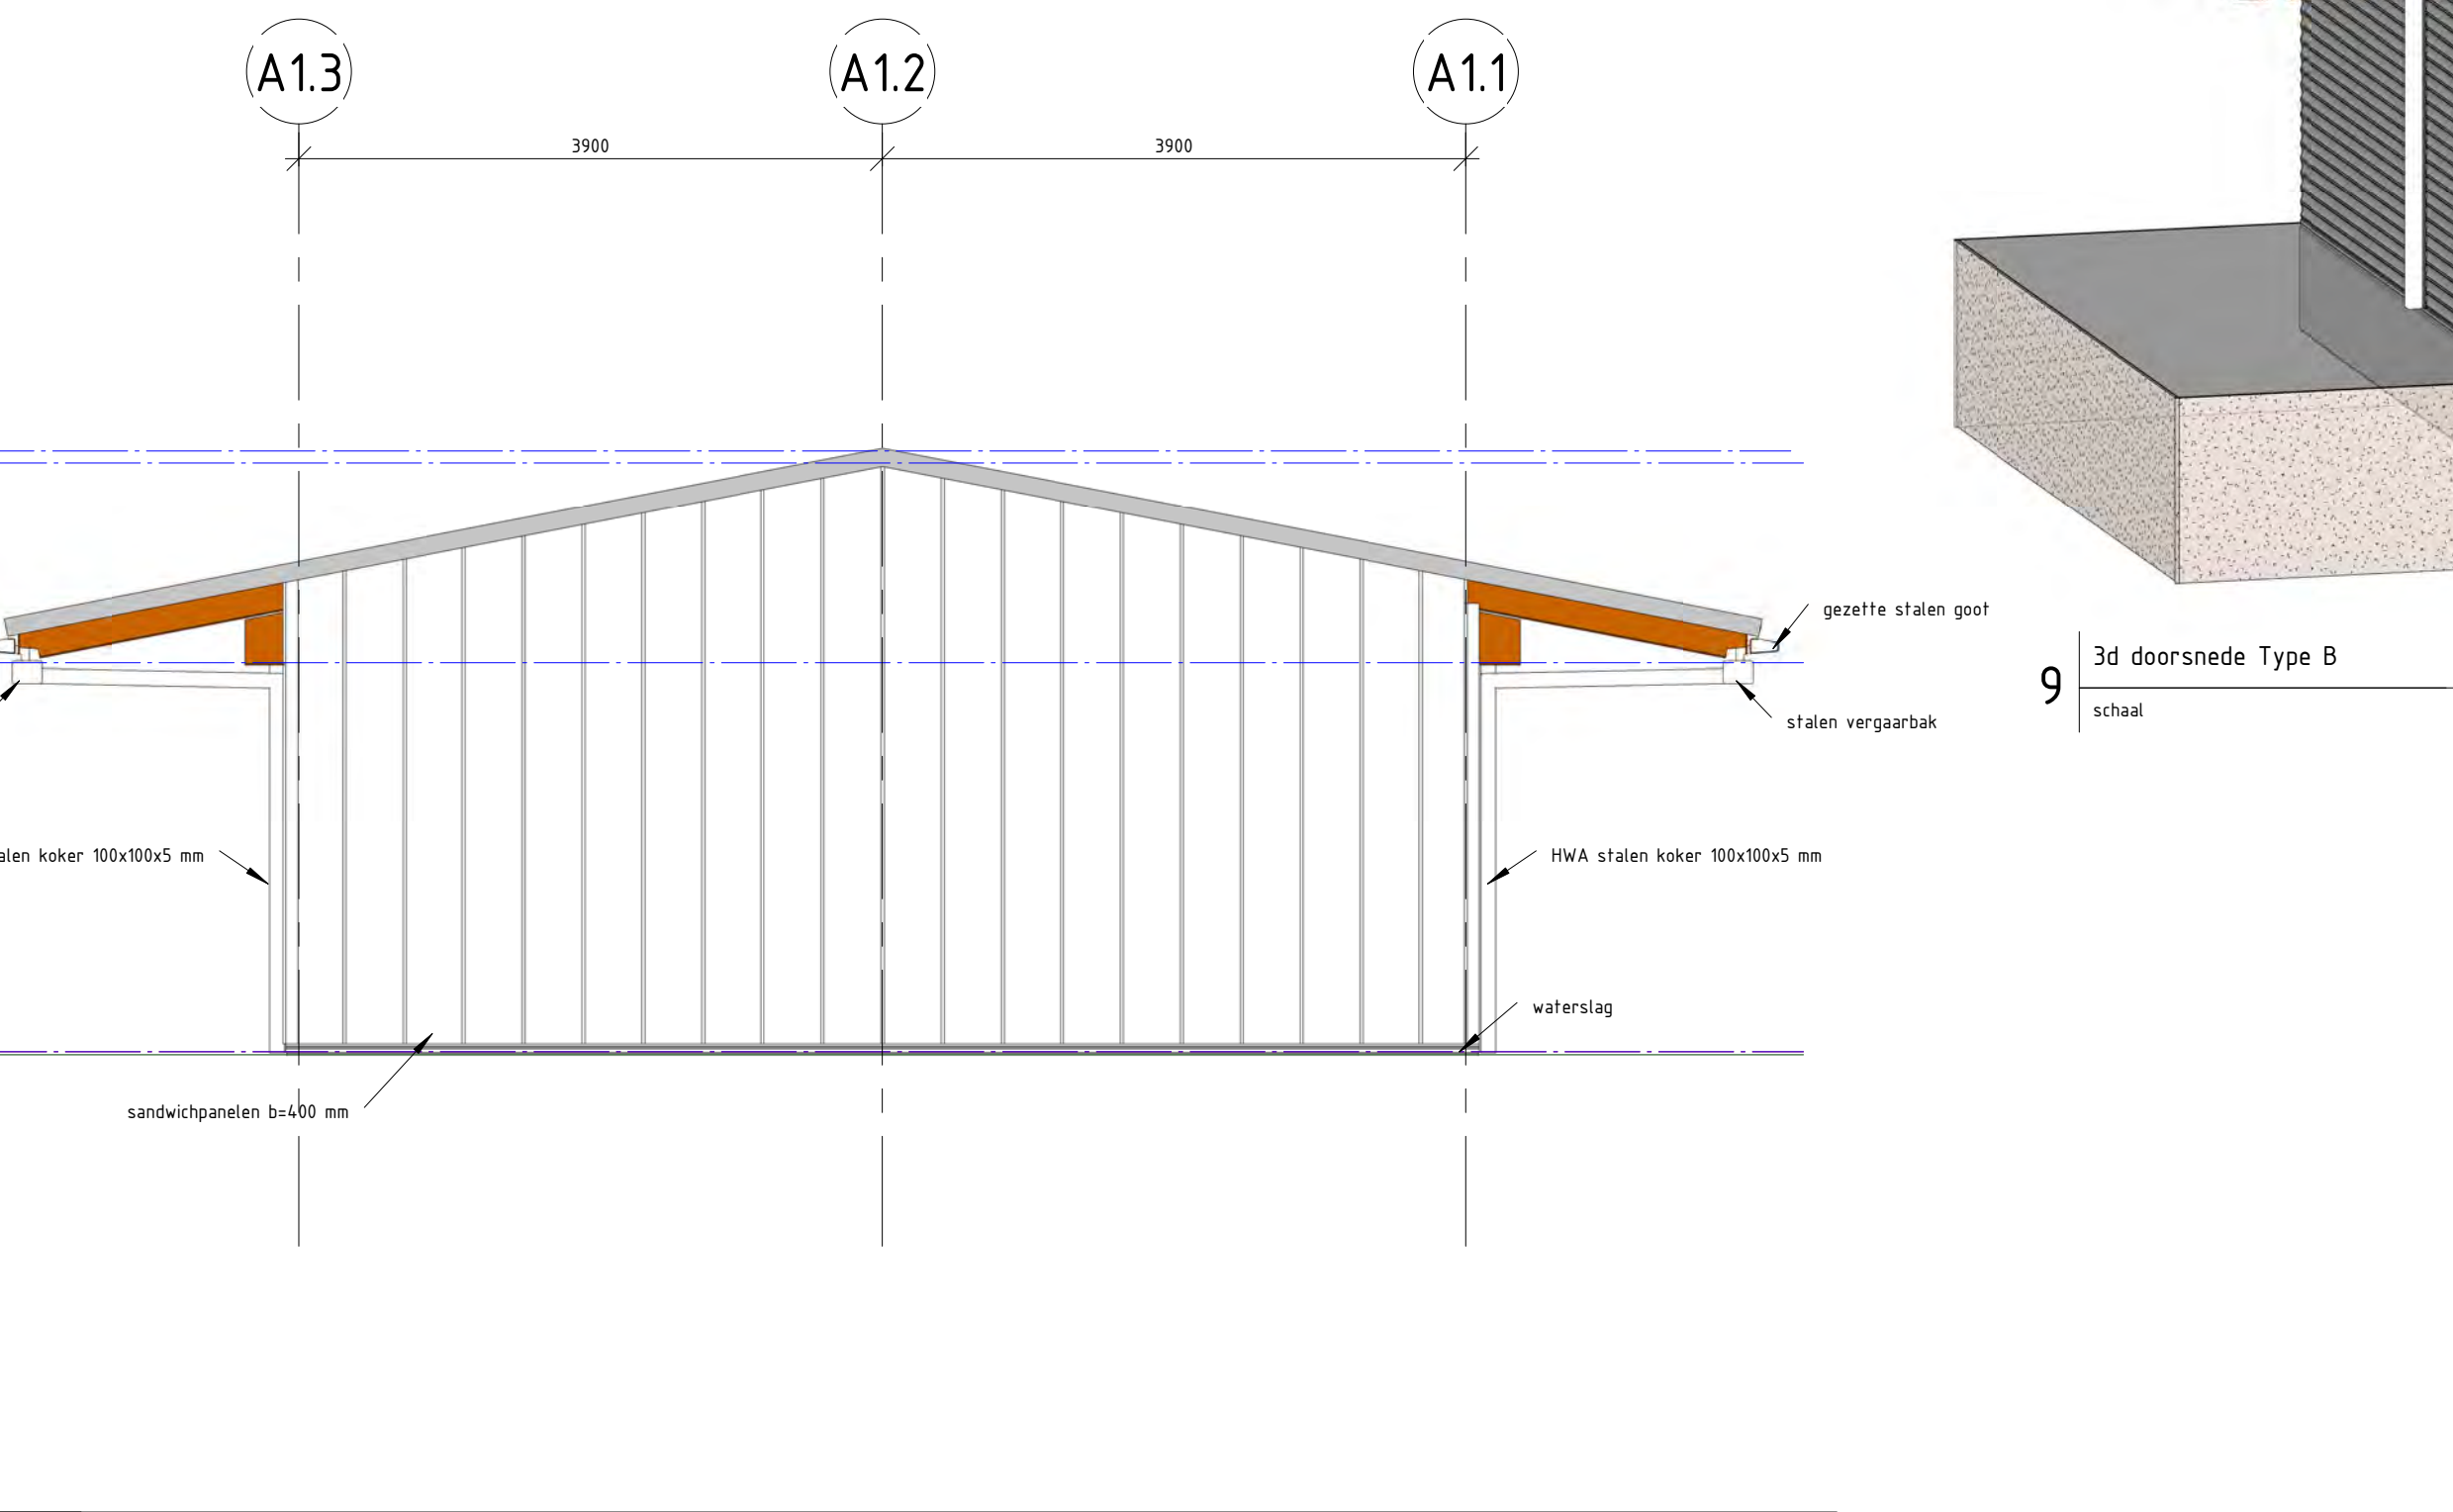 A1.3 A1.2 A1.1
3900 3900
gezette stalen goot
3d doorsnede Type B
9
schaal
stalen vergaarbak
alen koker 100x100x5 mm
HWA stalen koker 100x100x5 mm
waterslag
sandwichpanelen b=400 mm